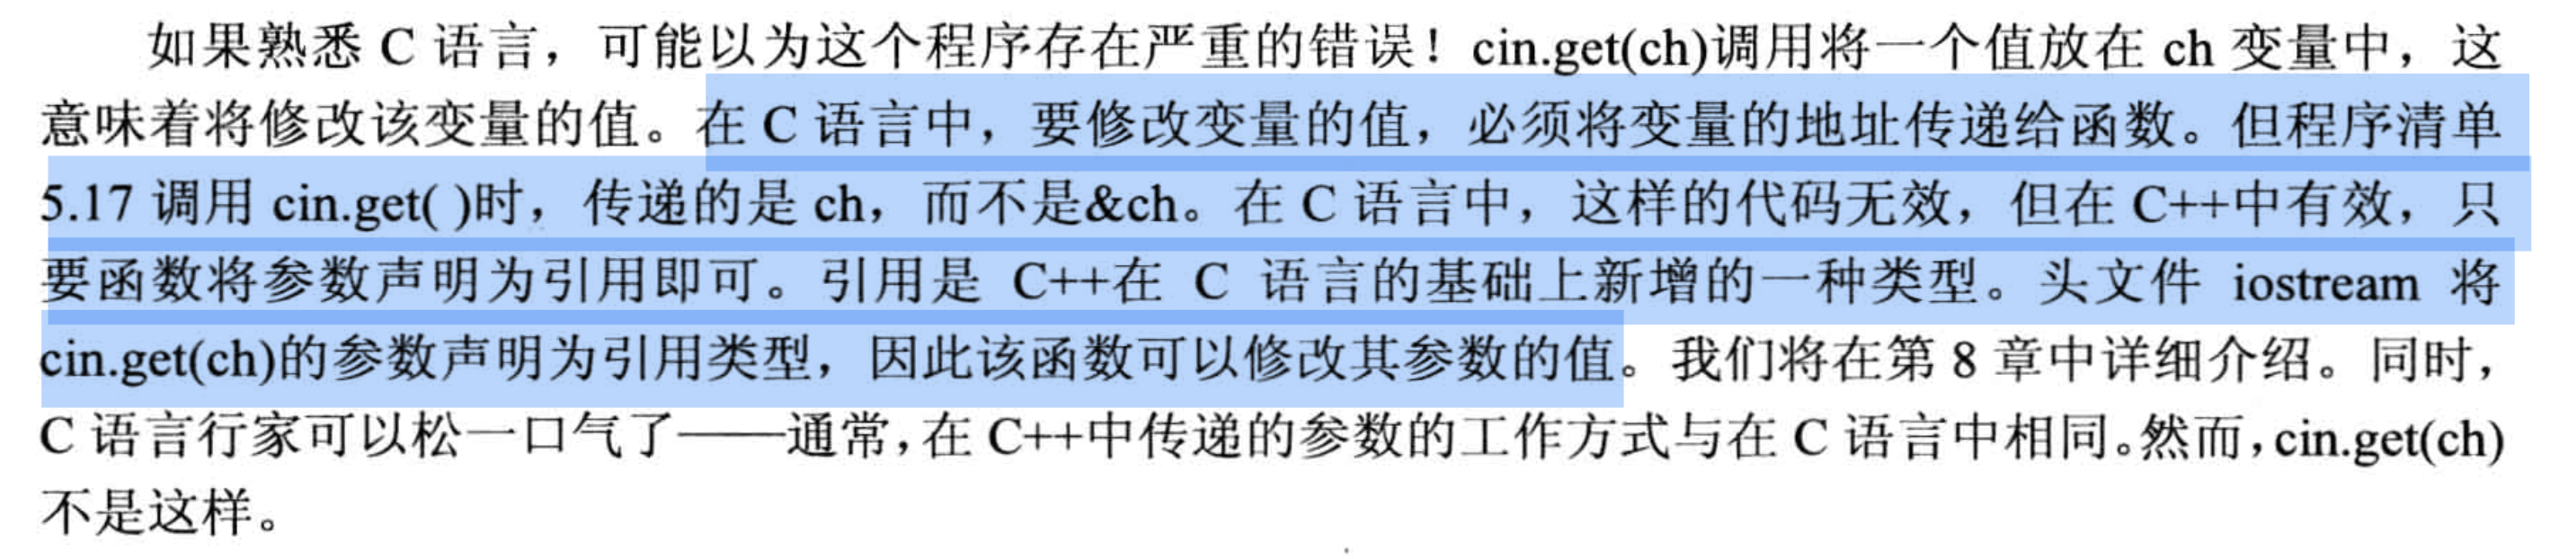 如果熟悉 C 语言，可能以为这个程序存在严重的错误！cin.get(ch)调用将一个值放在 ch 变量中，这
意味着将修改该变量的值。在 C 语言中，要修改变量的值，必须将变量的地址传递给函数。但程序清单
5.17 调用 cin.get( )时，传递的是 ch，而不是&ch。在 C 语言中，这样的代码无效，但在 C++中有效，只
要函数将参数声明为引用即可。引用是 C++在 C 语言的基础上新增的一种类型。头文件 iostream 将
cin.get(ch)的参数声明为引用类型，因此该函数可以修改其参数的值。我们将在第 8 章中详细介绍。同时，
C 语言行家可以松一口气了——通常，在 C++中传递的参数的工作方式与在 C 语言中相同。然而，cin.get(ch)
不是这样。